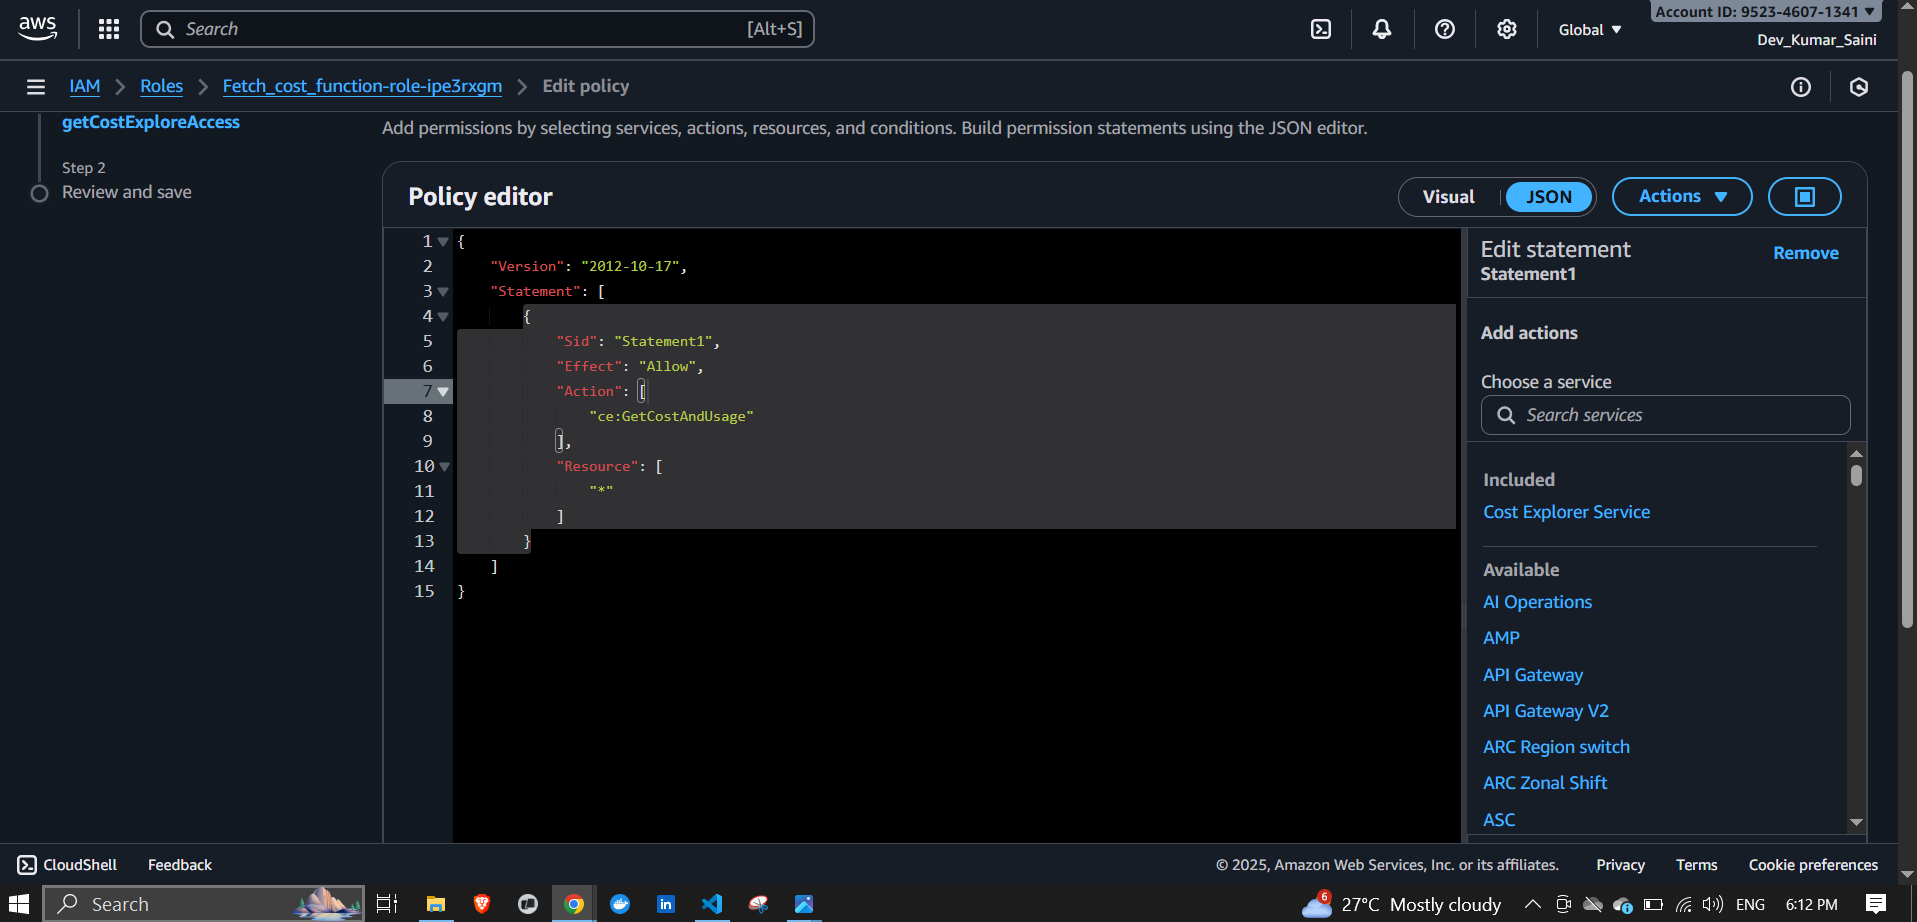 aws
Search
[Alt+S]
Global
Account ID: 9523-4607-1341
Dev_Kumar_Saini
IAM
Roles
Fetch_cost_function-role-ipe3rxgm
Edit policy
getCostExploreAccess
Step 2
Review and save
Add permissions by selecting services, actions, resources, and conditions. Build permission statements using the JSON editor.
Policy editor
Visual
JSON
Actions
1 {
2 "Version": "2012-10-17",
3 "Statement": [
4 {
5 "Sid": "Statement1",
6 "Effect": "Allow",
7 "Action": [
8 "ce:GetCostAndUsage"
9 ],
10 "Resource": [
11 "*"
12 ]
13 }
14 ]
15 }
Edit statement
Statement1
Remove
Add actions
Choose a service
Search services
Included
Cost Explorer Service
Available
AI Operations
AMP
API Gateway
API Gateway V2
ARC Region switch
ARC Zonal Shift
ASC
CloudShell
Feedback
© 2025, Amazon Web Services, Inc. or its affiliates.
Privacy
Terms
Cookie preferences
Search
6
27°C Mostly cloudy
ENG
6:12 PM